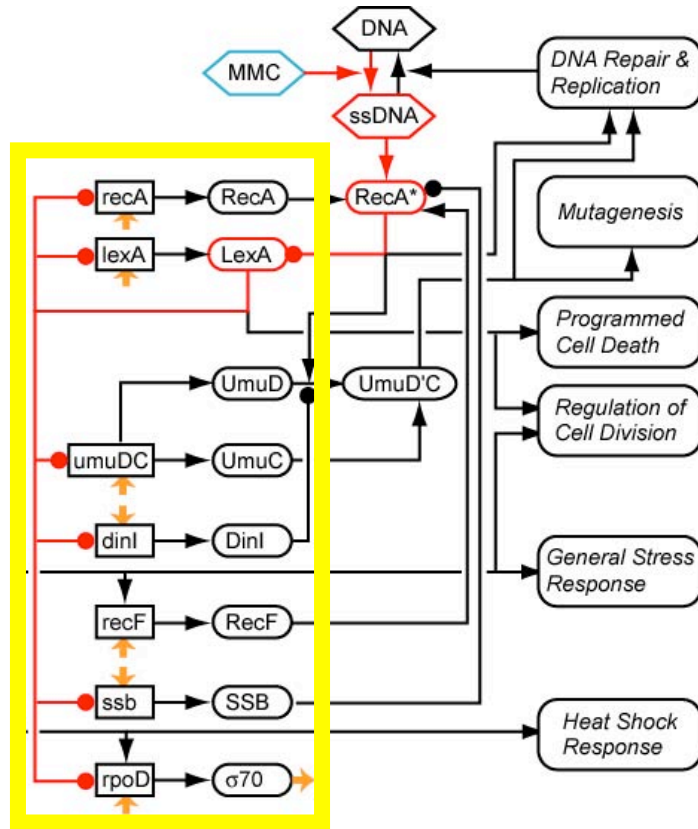 DNA
MMC
ssDNA
DNA Repair &
Replication
recA
RecA
RecA*
Mutagenesis
lexA
LexA
Programmed
Cell Death
UmuD
UmuD'C
Regulation of
Cell Division
umuDC
UmuC
dinI
DinI
General Stress
Response
recF
RecF
ssb
SSB
Heat Shock
Response
rpoD
σ70